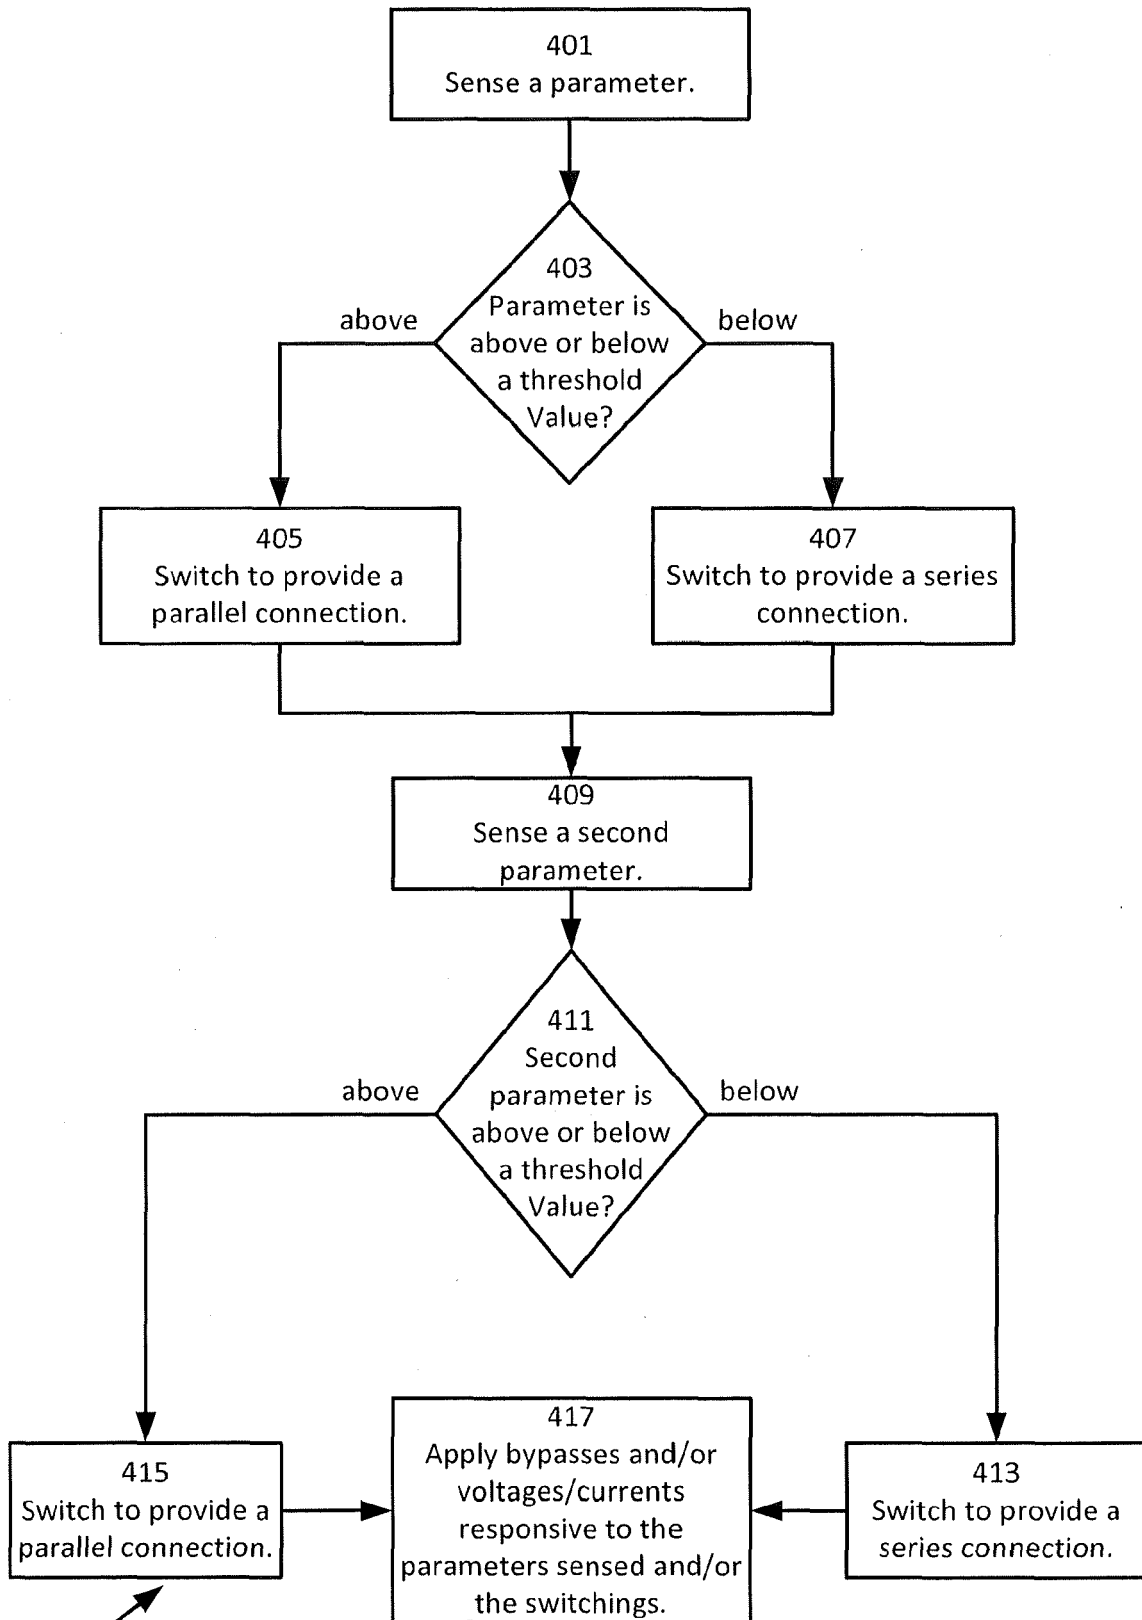 401
Sense a parameter.
403
Parameter is
above or below
a threshold
Value?
above
below
405
Switch to provide a
parallel connection.
407
Switch to provide a series
connection.
409
Sense a second
parameter.
411
Second
parameter is
above or below
a threshold
Value?
above
below
415
Switch to provide a
parallel connection.
417
Apply bypasses and/or
voltages/currents
responsive to the
parameters sensed and/or
the switchings.
413
Switch to provide a
series connection.